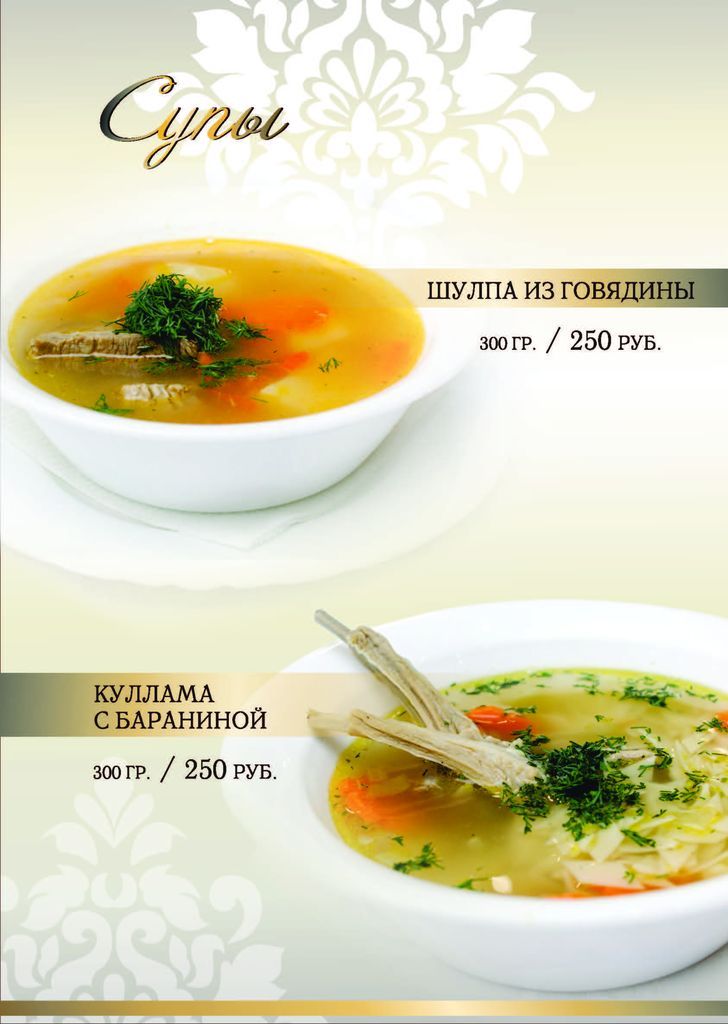 Супы
ШУЛПА ИЗ ГОВЯДИНЫ
300 ГР. / 250 РУБ.
КУЛЛАМА
С БАРАНИНОЙ
300 ГР. / 250 РУБ.